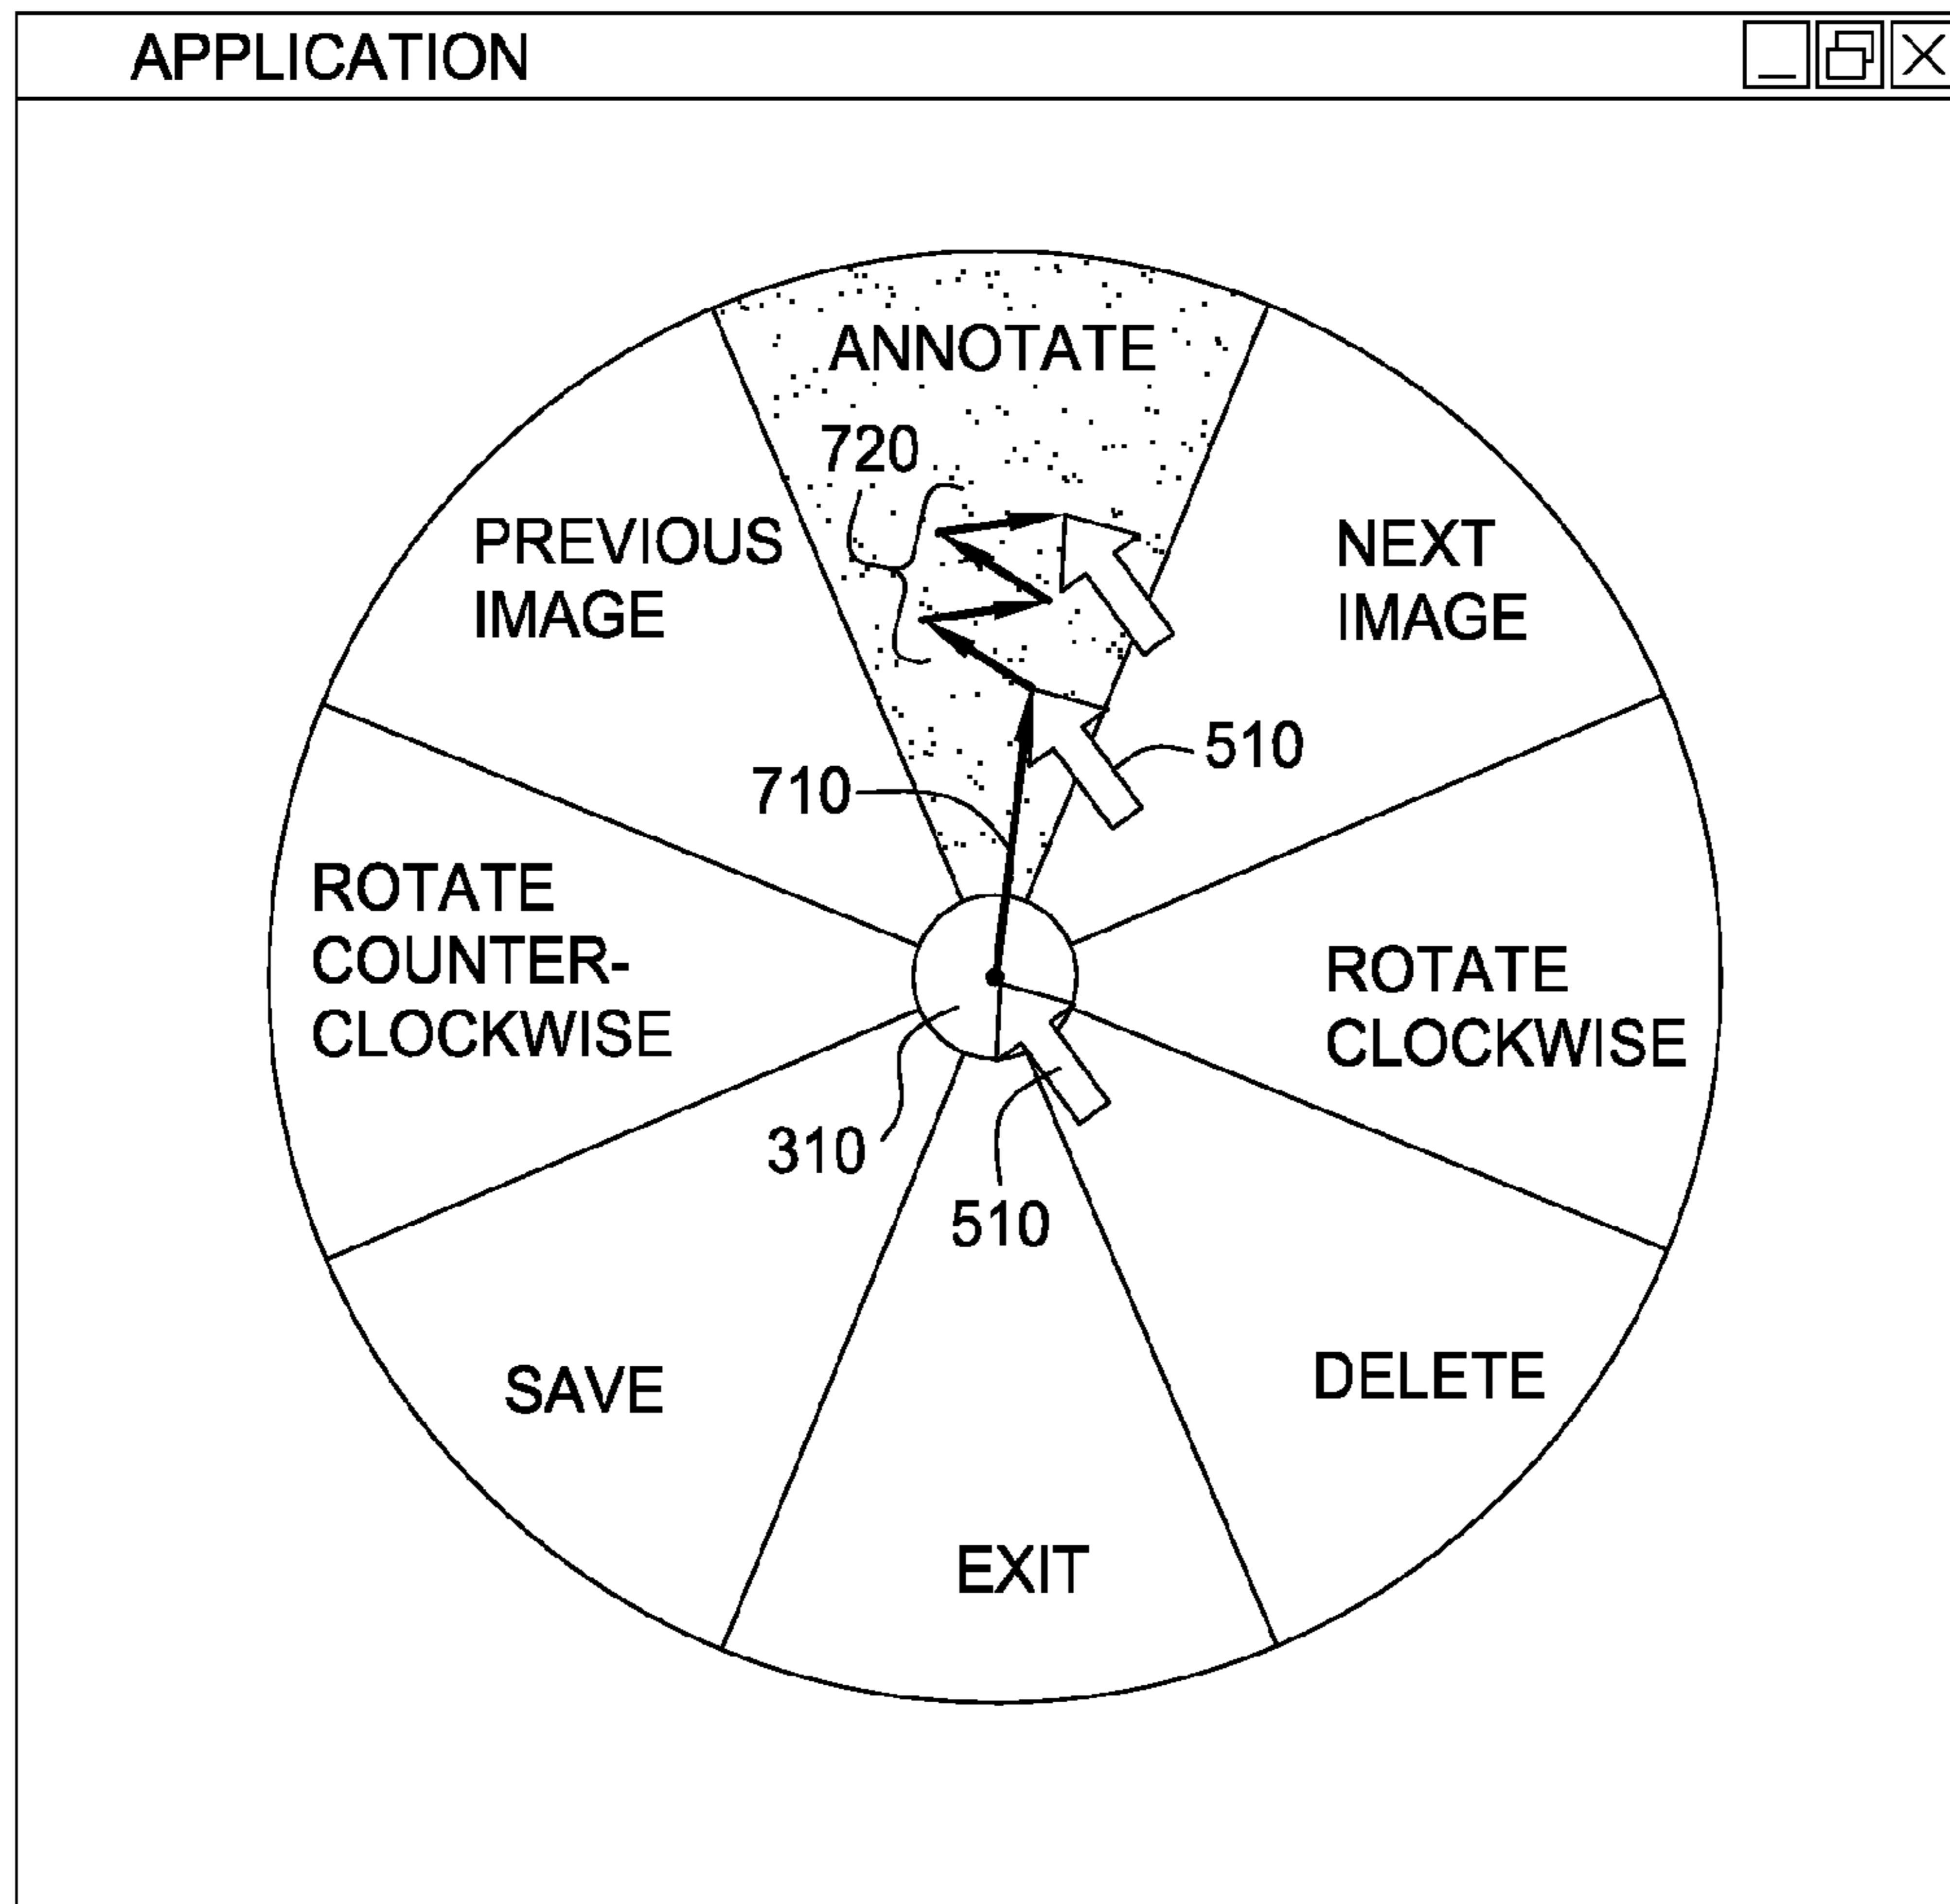 APPLICATION
ANNOTATE
720
PREVIOUS
IMAGE
NEXT
IMAGE
510
710
ROTATE
COUNTER-
CLOCKWISE
ROTATE
CLOCKWISE
310
510
SAVE
DELETE
EXIT